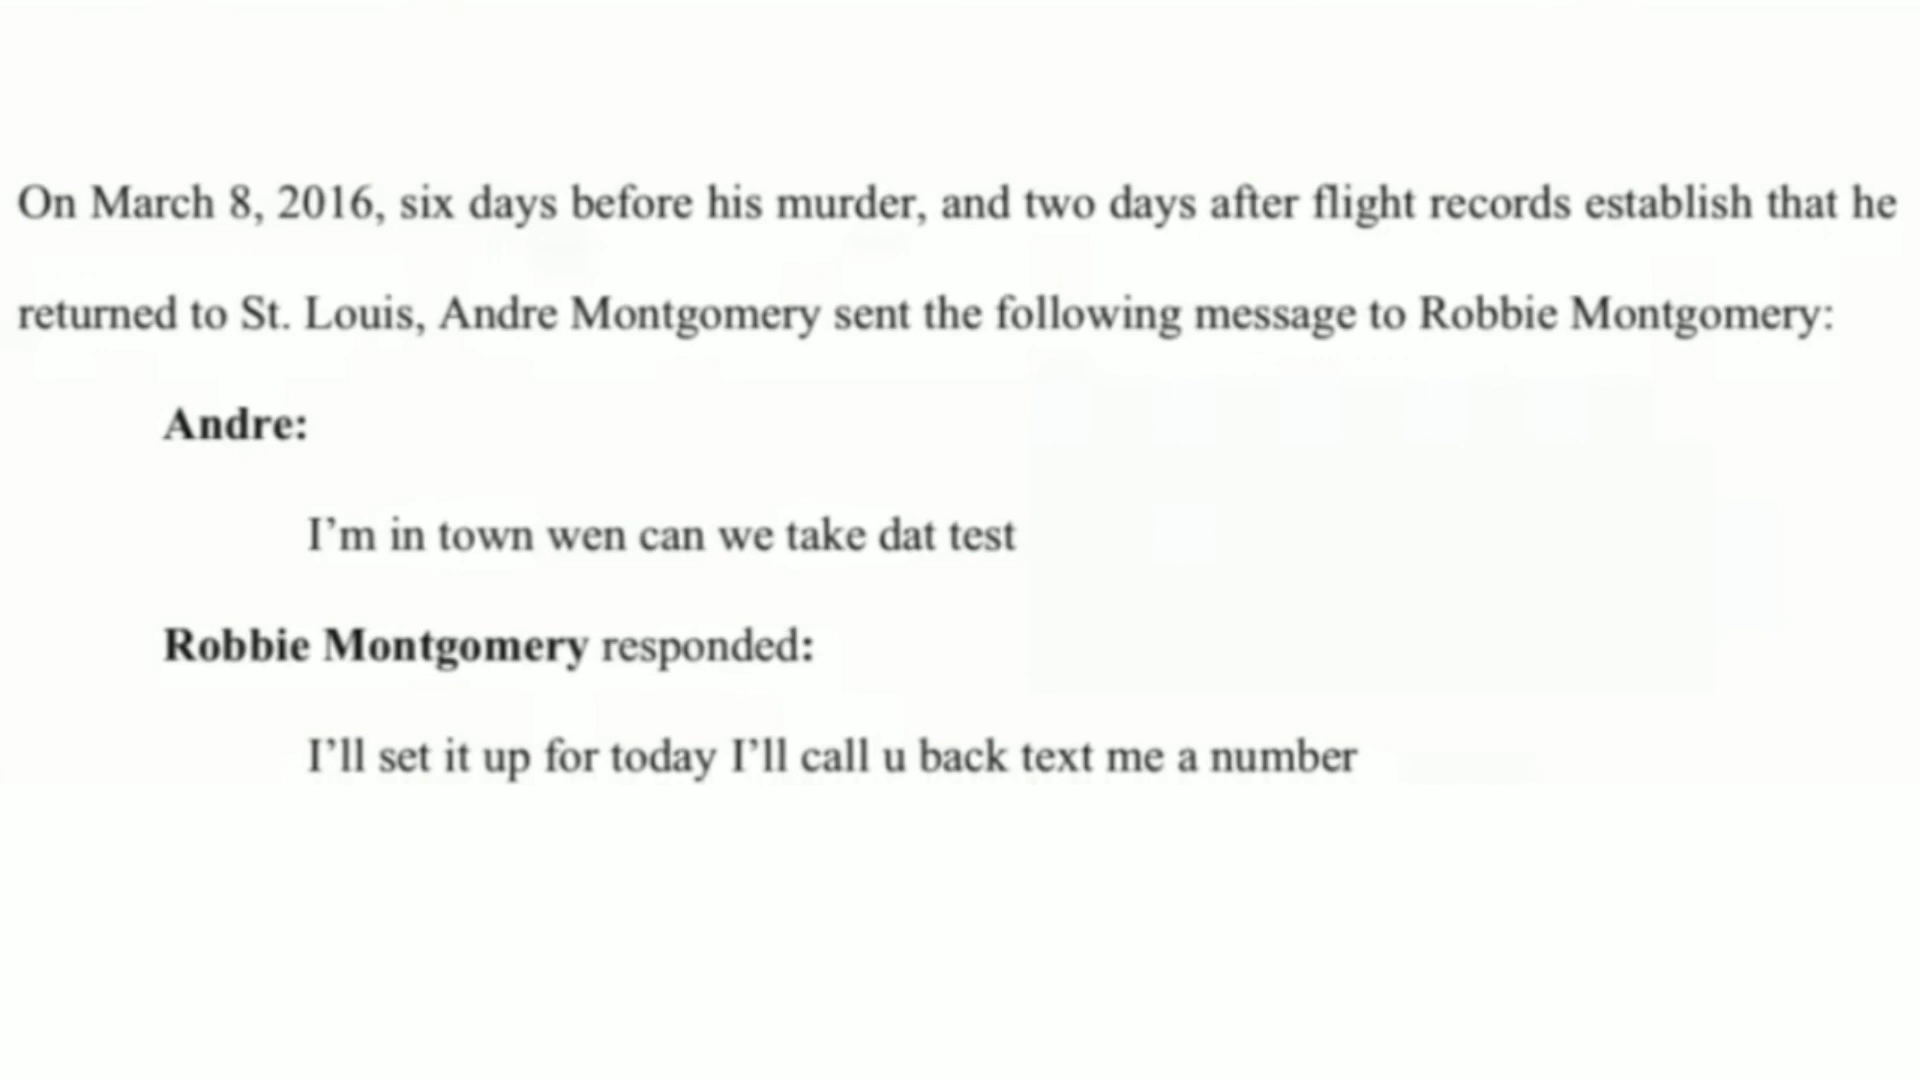 On March 8, 2016, six days before his murder, and two days after flight records establish that he
returned to St. Louis, Andre Montgomery sent the following message to Robbie Montgomery:
Andre:
I’m in town wen can we take dat test
Robbie Montgomery responded:
I’ll set it up for today I’ll call u back text me a number